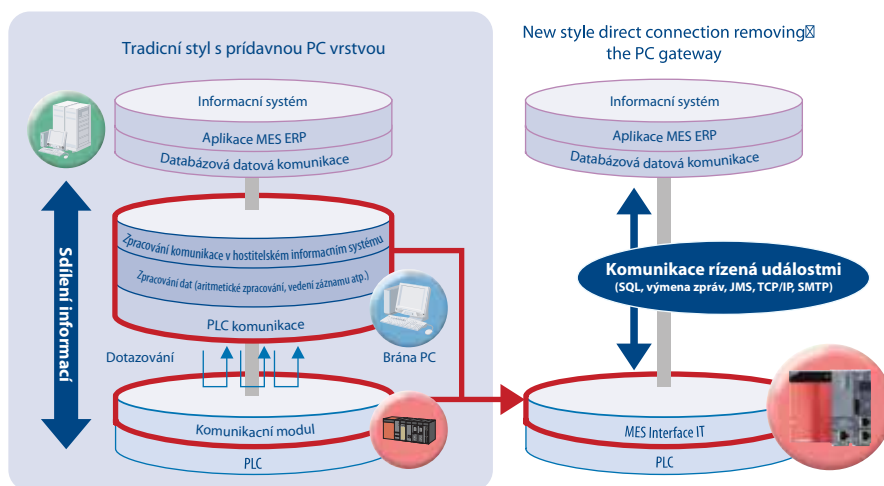 Tradicní styl s prídavnou PC vrstvou
Informacní systém
Aplikace MES ERP
Databázová datová komunikace
Sdílení informací
Zpracování komunikace v hostitelském informacním systému
Zpracování dat (aritmetické zpracování, vedení záznamu atp.)
PLC komunikace
Dotazování
Brána PC
Komunikacní modul
PLC
New style direct connection removing
the PC gateway
Informacní systém
Aplikace MES ERP
Databázová datová komunikace
Komunikace rízená událostmi
(SQL, výmena zpráv, JMS, TCP/IP, SMTP)
MES Interface IT
PLC